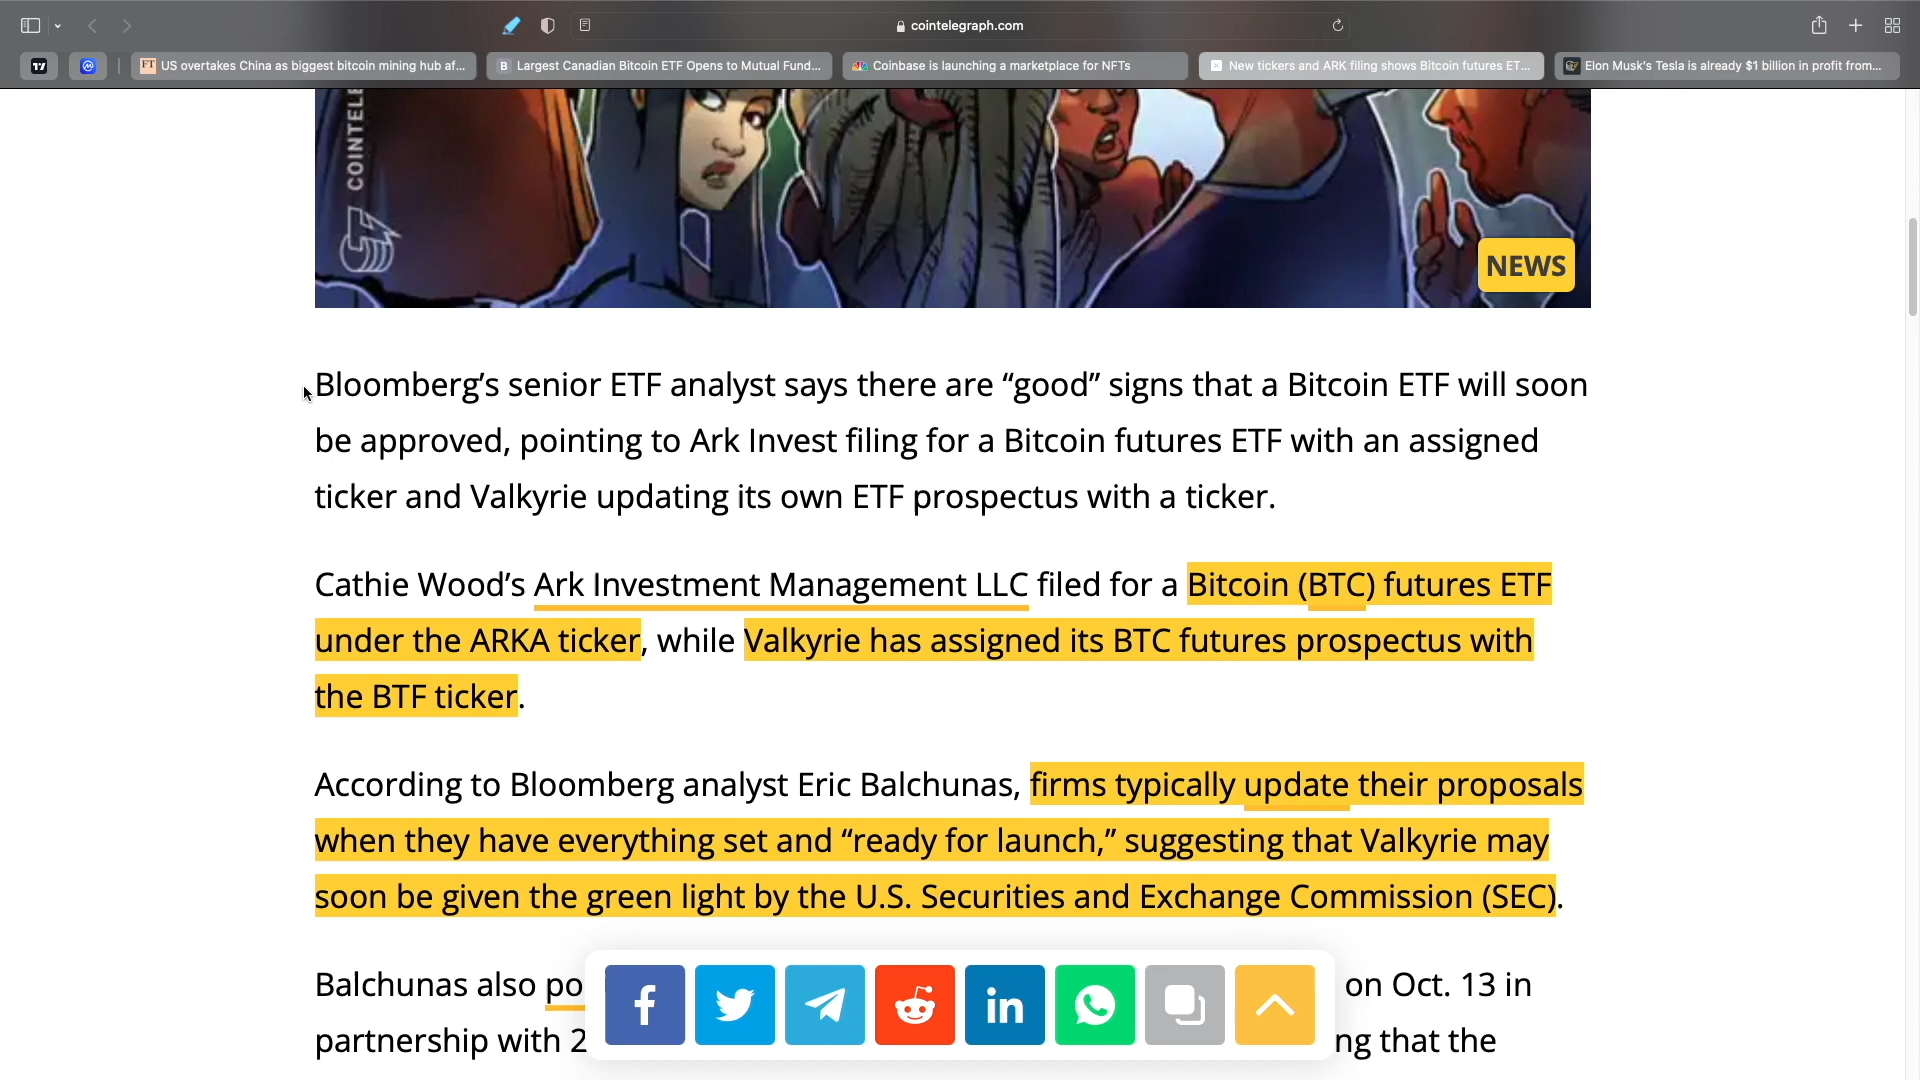 cointelegraph.com
US overtakes China as biggest bitcoin mining hub af...
Largest Canadian Bitcoin ETF Opens to Mutual Fund...
Coinbase is launching a marketplace for NFTs
New tickers and ARK filing shows Bitcoin futures ET...
Elon Musk's Tesla is already $1 billion in profit from...
COINTELE
NEWS
Bloomberg’s senior ETF analyst says there are “good” signs that a Bitcoin ETF will soon
be approved, pointing to Ark Invest filing for a Bitcoin futures ETF with an assigned
ticker and Valkyrie updating its own ETF prospectus with a ticker.
Cathie Wood’s Ark Investment Management LLC filed for a Bitcoin (BTC) futures ETF
under the ARKA ticker, while Valkyrie has assigned its BTC futures prospectus with
the BTF ticker.
According to Bloomberg analyst Eric Balchunas, firms typically update their proposals
when they have everything set and “ready for launch,” suggesting that Valkyrie may
soon be given the green light by the U.S. Securities and Exchange Commission (SEC).
Balchunas also po on Oct. 13 in
partnership with 2 ng that the